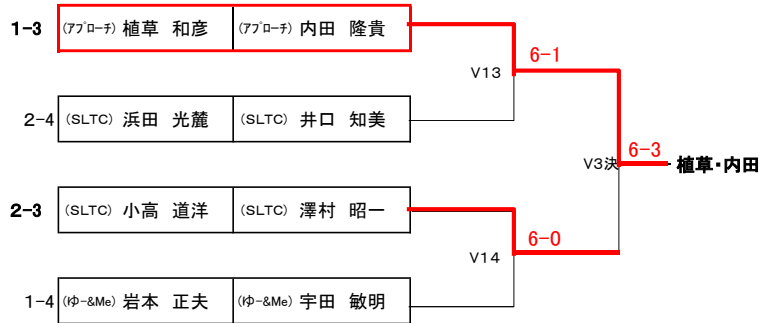 1-3 (ｱﾌﾟﾛｰﾁ) 植草 和彦 (ｱﾌﾟﾛｰﾁ) 内田 隆貴
6-1
V13
2-4 (SLTC) 浜田 光麓 (SLTC) 井口 知美
6-3
V3決 植草・内田
2-3 (SLTC) 小高 道洋 (SLTC) 澤村 昭一
6-0
V14
1-4 (ゆｰ&Me) 岩本 正夫 (ゆｰ&Me) 宇田 敏明